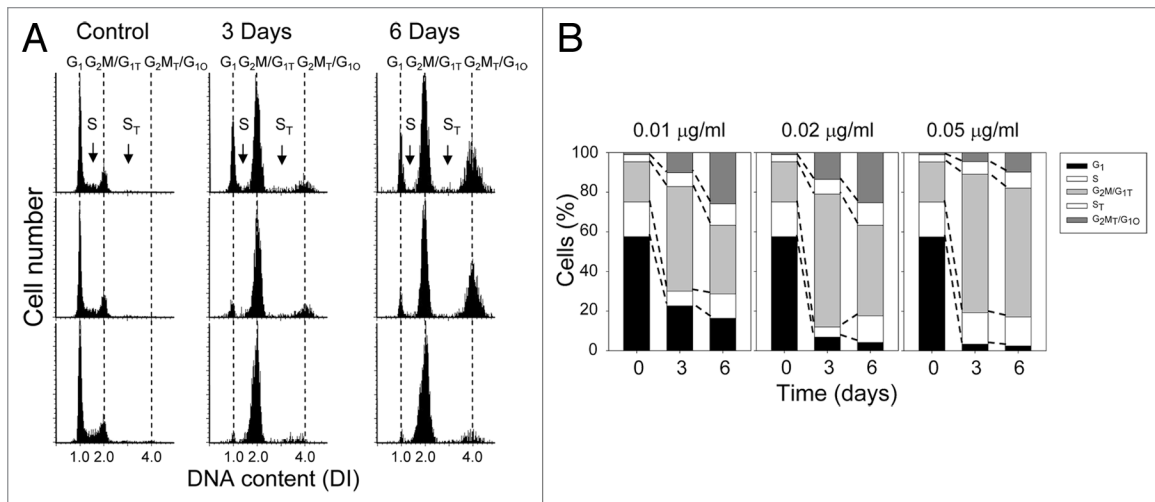 A
Control 3 Days 6 Days
G1 G2M/G1T G2MT/G1O G1 G2M/G1T G2MT/G1O G1 G2M/G1T G2MT/G1O
S ST S ST S ST
Cell number
1.0 2.0 4.0 1.0 2.0 4.0 1.0 2.0 4.0
DNA content (DI)
B
0.01 μg/ml 0.02 μg/ml 0.05 μg/ml
100
80
60
40
20
0
Cells (%)
0 3 6 0 3 6 0 3 6
Time (days)
G1
S
G2M/G1T
ST
G2MT/G1O